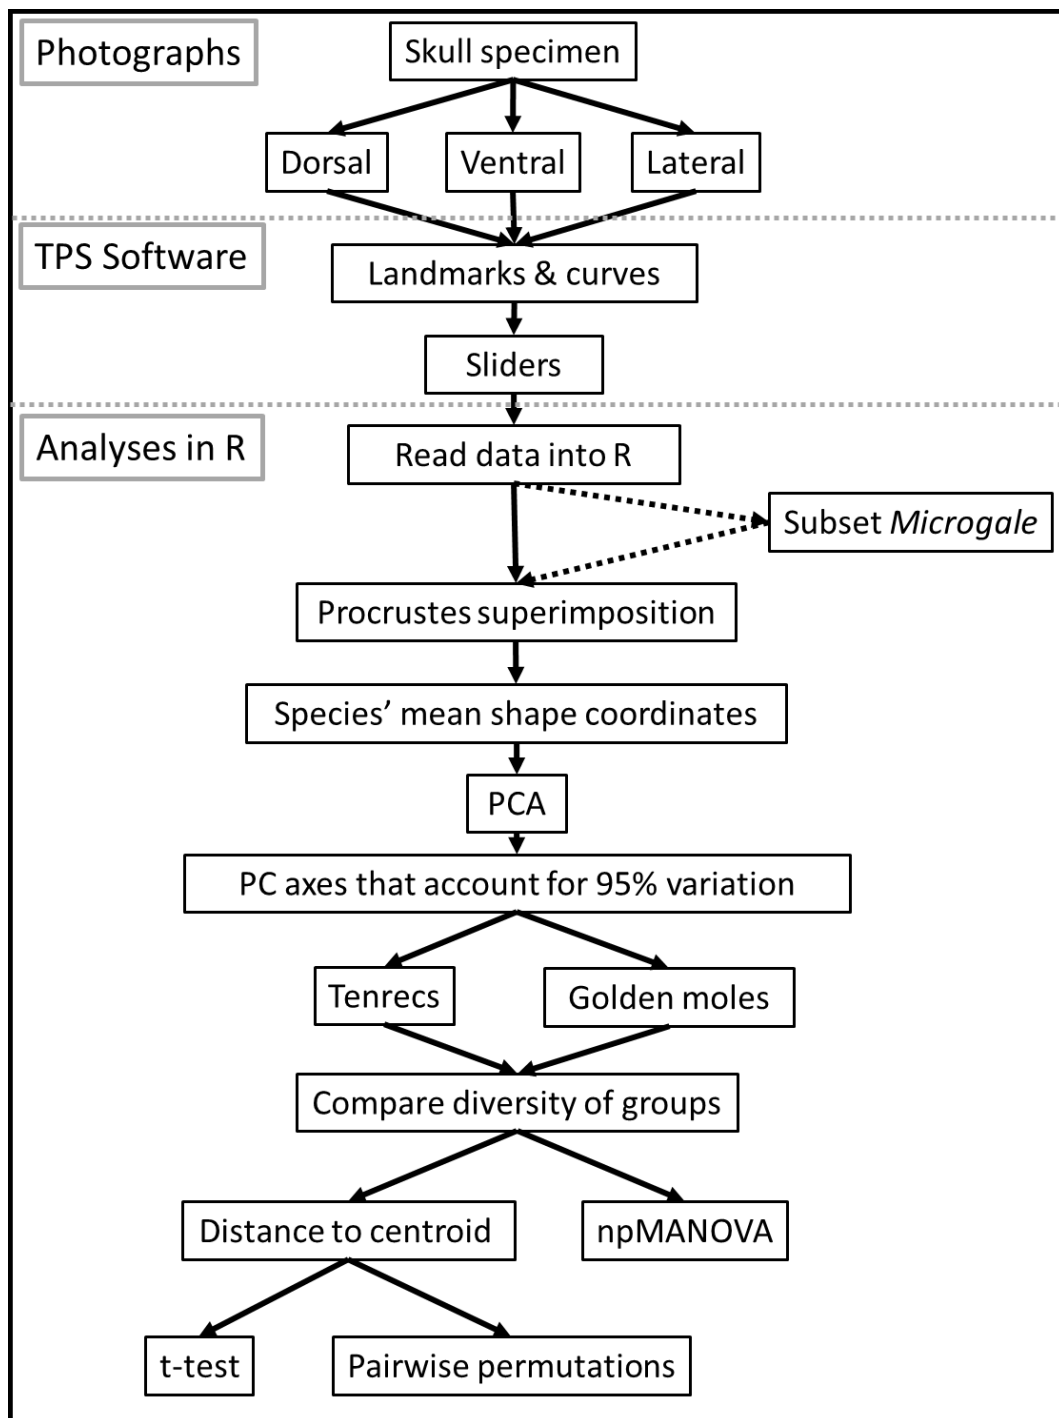 Photographs
Skull specimen
Dorsal
Ventral
Lateral
TPS Software
Landmarks & curves
Sliders
Analyses in R
Read data into R
Subset Microgale
Procrustes superimposition
Species’ mean shape coordinates
PCA
PC axes that account for 95% variation
Tenrecs
Golden moles
Compare diversity of groups
Distance to centroid
npMANOVA
t-test
Pairwise permutations